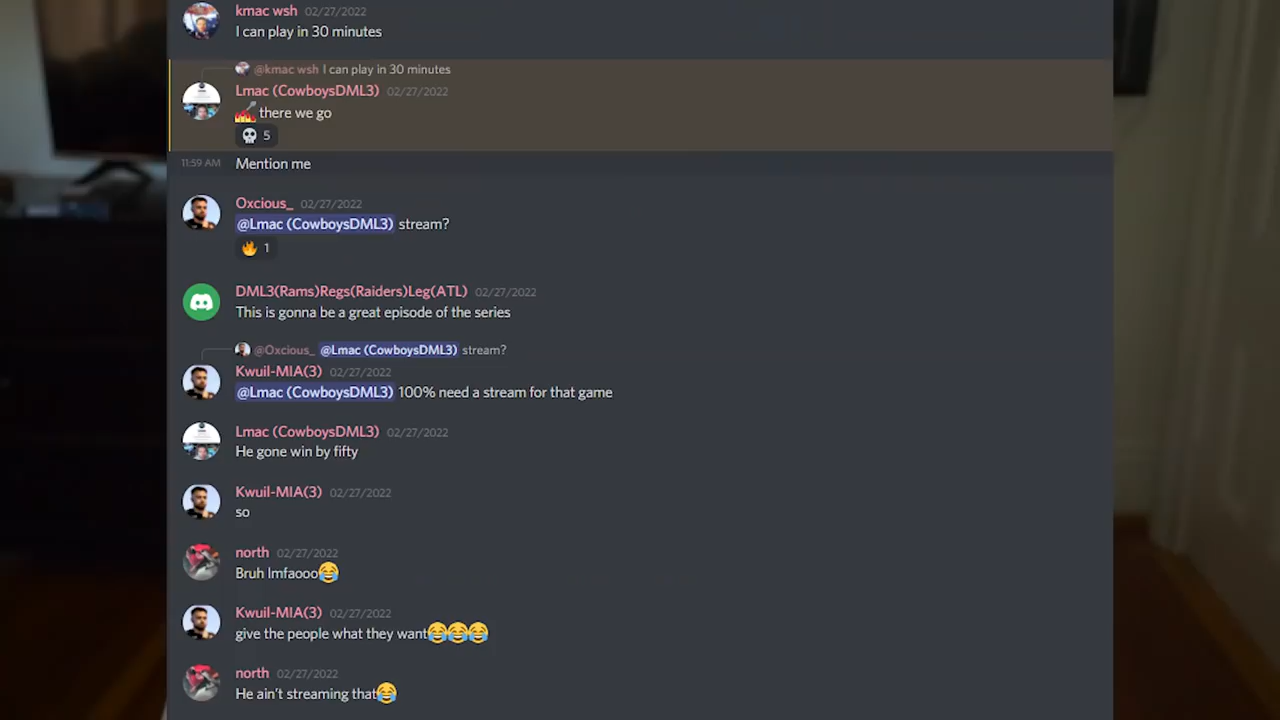 kmac wsh 02/27/2022
I can play in 30 minutes
@kmac wsh I can play in 30 minutes
Lmac (CowboysDML3) 02/27/2022
there we go
5
11:59 AM Mention me
Oxcious_ 02/27/2022
@Lmac (CowboysDML3) stream?
1
DML3(Rams)Regs(Raiders)Leg(ATL) 02/27/2022
This is gonna be a great episode of the series
@Oxcious_ @Lmac (CowboysDML3) stream?
Kwuil-MIA(3) 02/27/2022
@Lmac (CowboysDML3) 100% need a stream for that game
Lmac (CowboysDML3) 02/27/2022
He gone win by fifty
Kwuil-MIA(3) 02/27/2022
so
north 02/27/2022
Bruh lmfaooo😂
Kwuil-MIA(3) 02/27/2022
give the people what they want😂😂😂
north 02/27/2022
He ain't streaming that😂